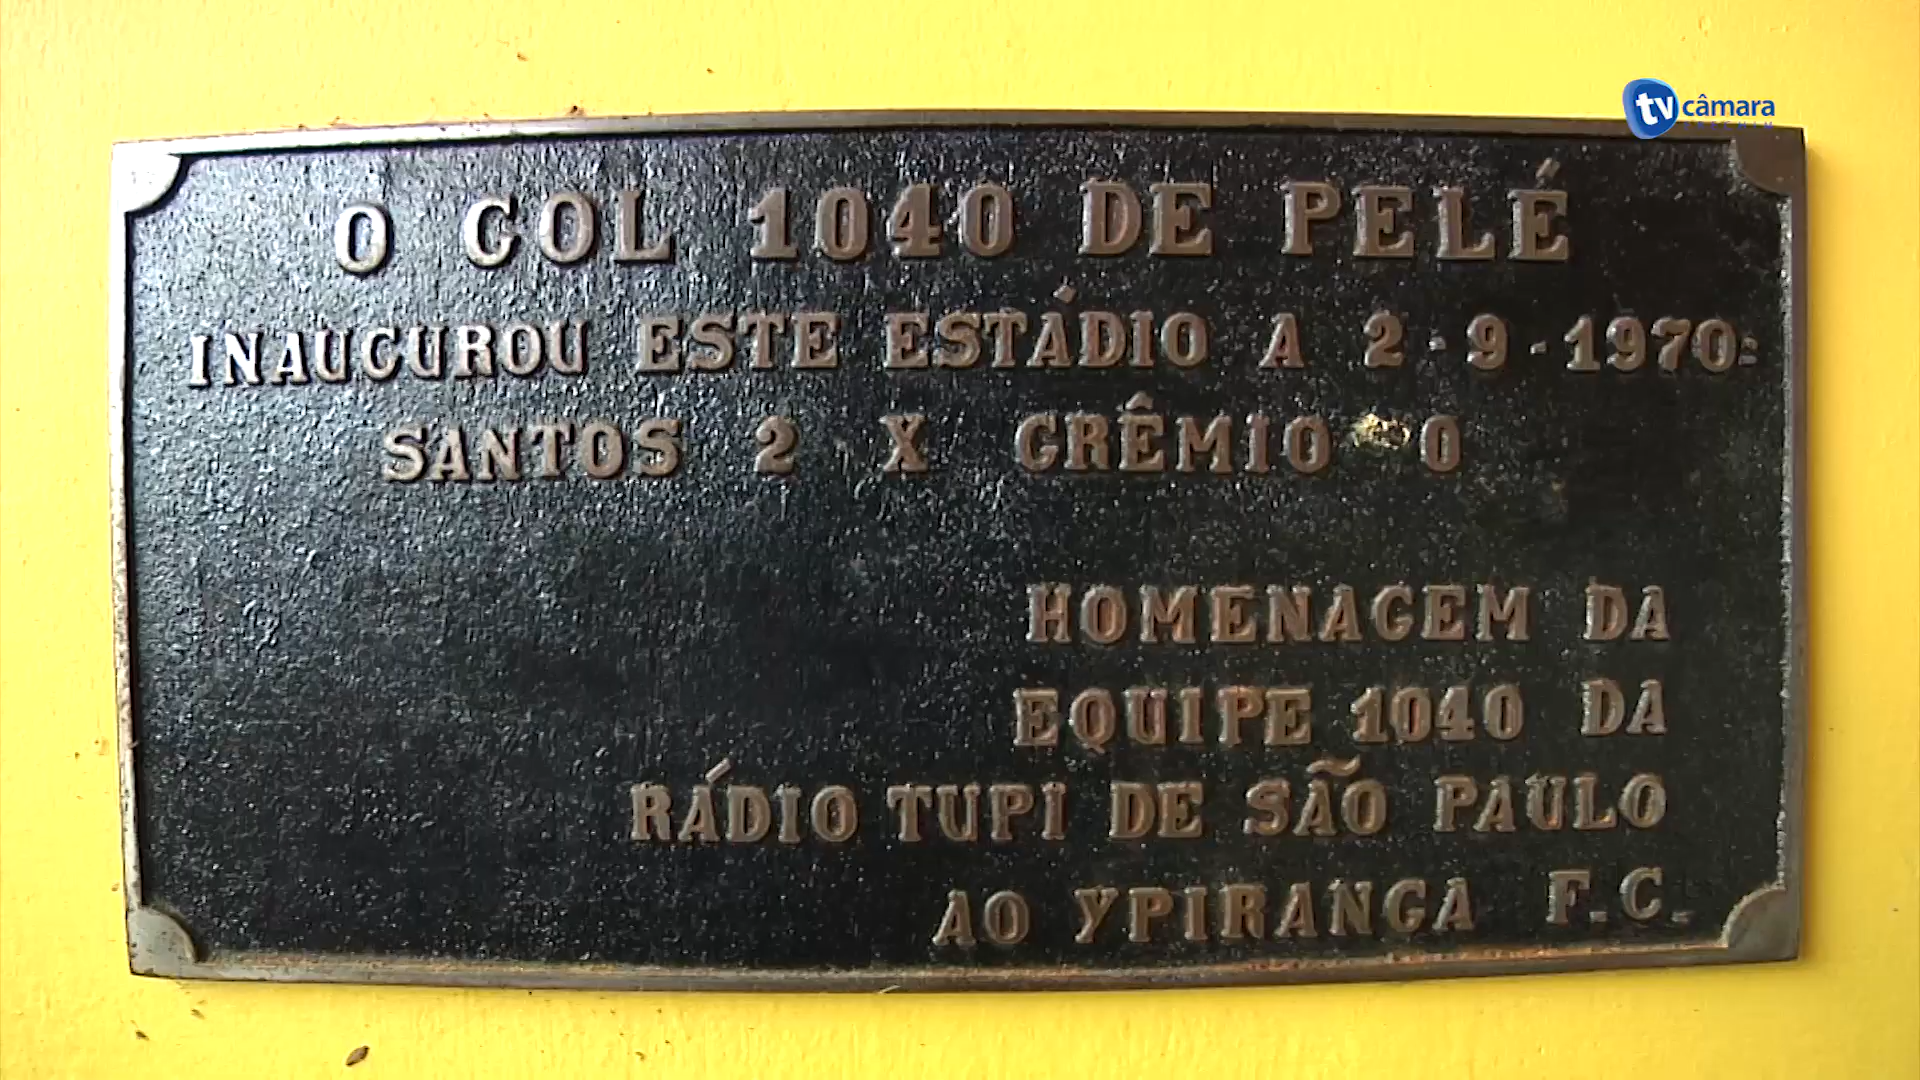 tv câmara
O GOL 1040 DE PELÉ
INAUGUROU ESTE ESTÁDIO A 2-9-1970:
SANTOS 2 X GRÊMIO 0
HOMENAGEM DA
EQUIPE 1040 DA
RÁDIO TUPI DE SÃO PAULO
AO YPIRANGA F.C.